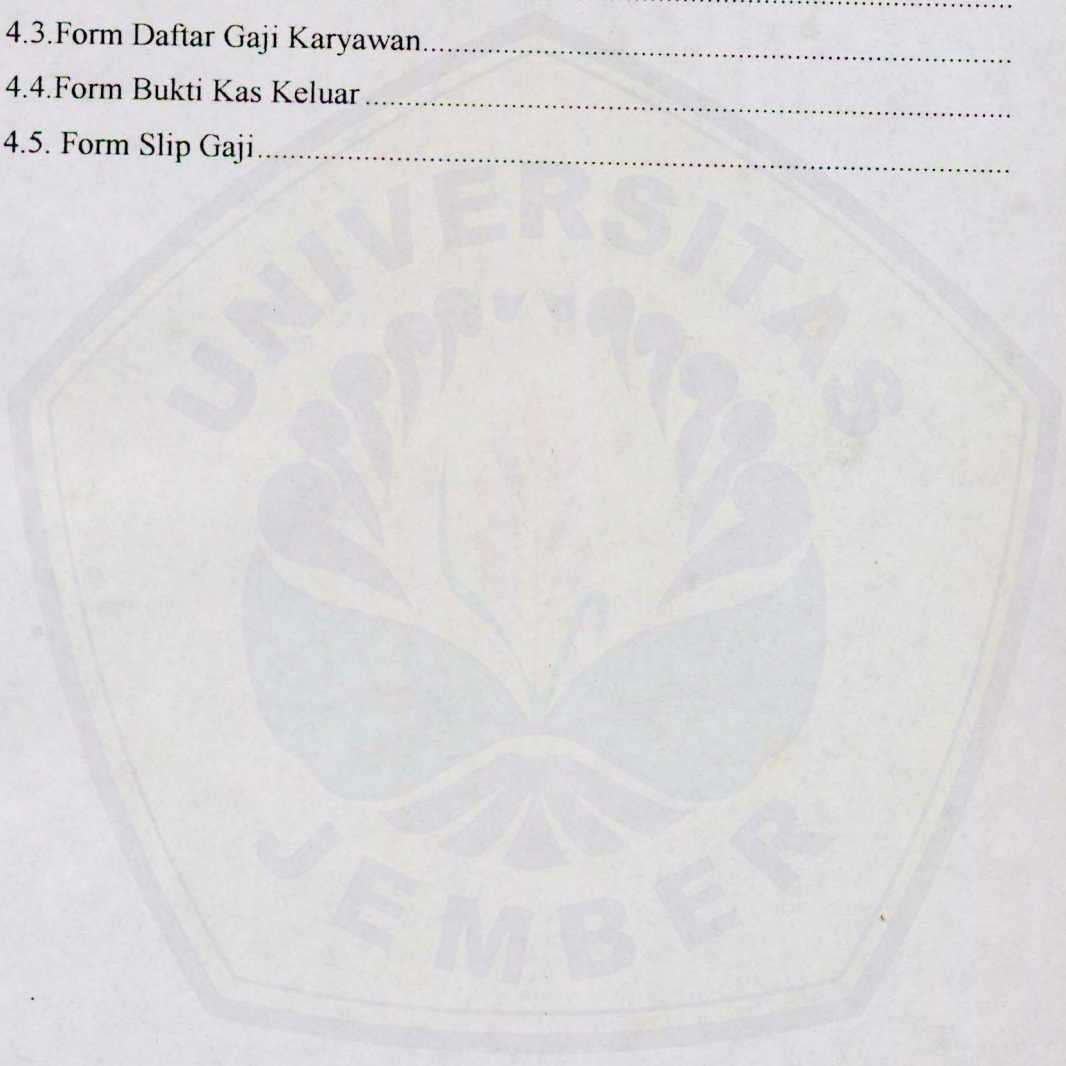 4.3.Form Daftar Gaji Karyawan..........................................................................
4.4.Form Bukti Kas Keluar..................................................................................
4.5. Form Slip Gaji...............................................................................................
UNIVERSITAS
JEMBER